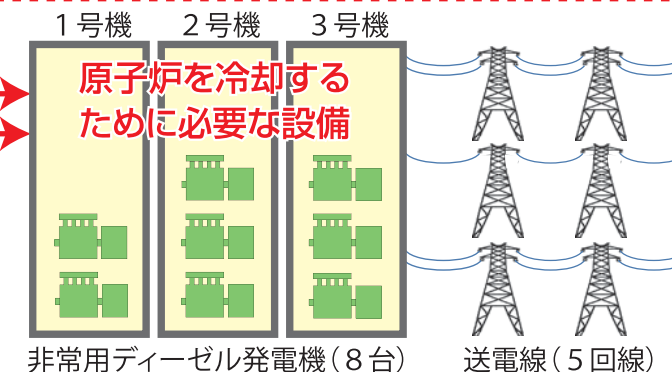 1号機 2号機 3号機
原子炉を冷却する
ために必要な設備
非常用ディーゼル発電機(8台) 送電線(5回線)